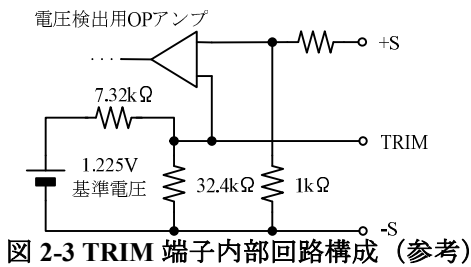 電圧検出用OPアンプ
+S
7.32kΩ
TRIM
1.225V
基準電圧
32.4kΩ
1kΩ
-S
図 2-3 TRIM 端子内部回路構成（参考）